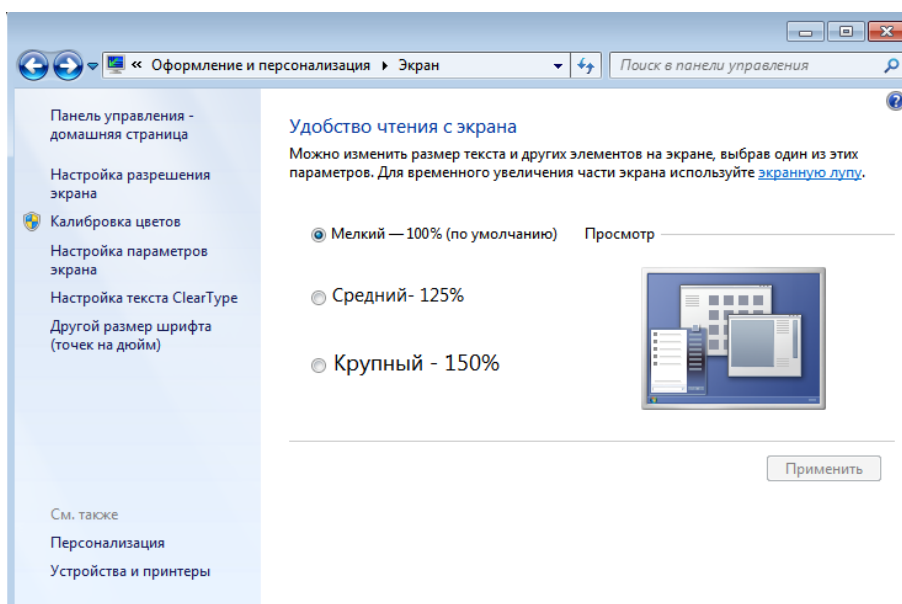 « Оформление и персонализация ▸ Экран
Поиск в панели управления
Панель управления -
домашняя страница
Настройка разрешения
экрана
Калибровка цветов
Настройка параметров
экрана
Настройка текста ClearType
Другой размер шрифта
(точек на дюйм)
См. также
Персонализация
Устройства и принтеры
Удобство чтения с экрана
Можно изменить размер текста и других элементов на экране, выбрав один из этих
параметров. Для временного увеличения части экрана используйте экранную лупу.
Мелкий — 100% (по умолчанию) Просмотр
Средний- 125%
Крупный - 150%
Применить